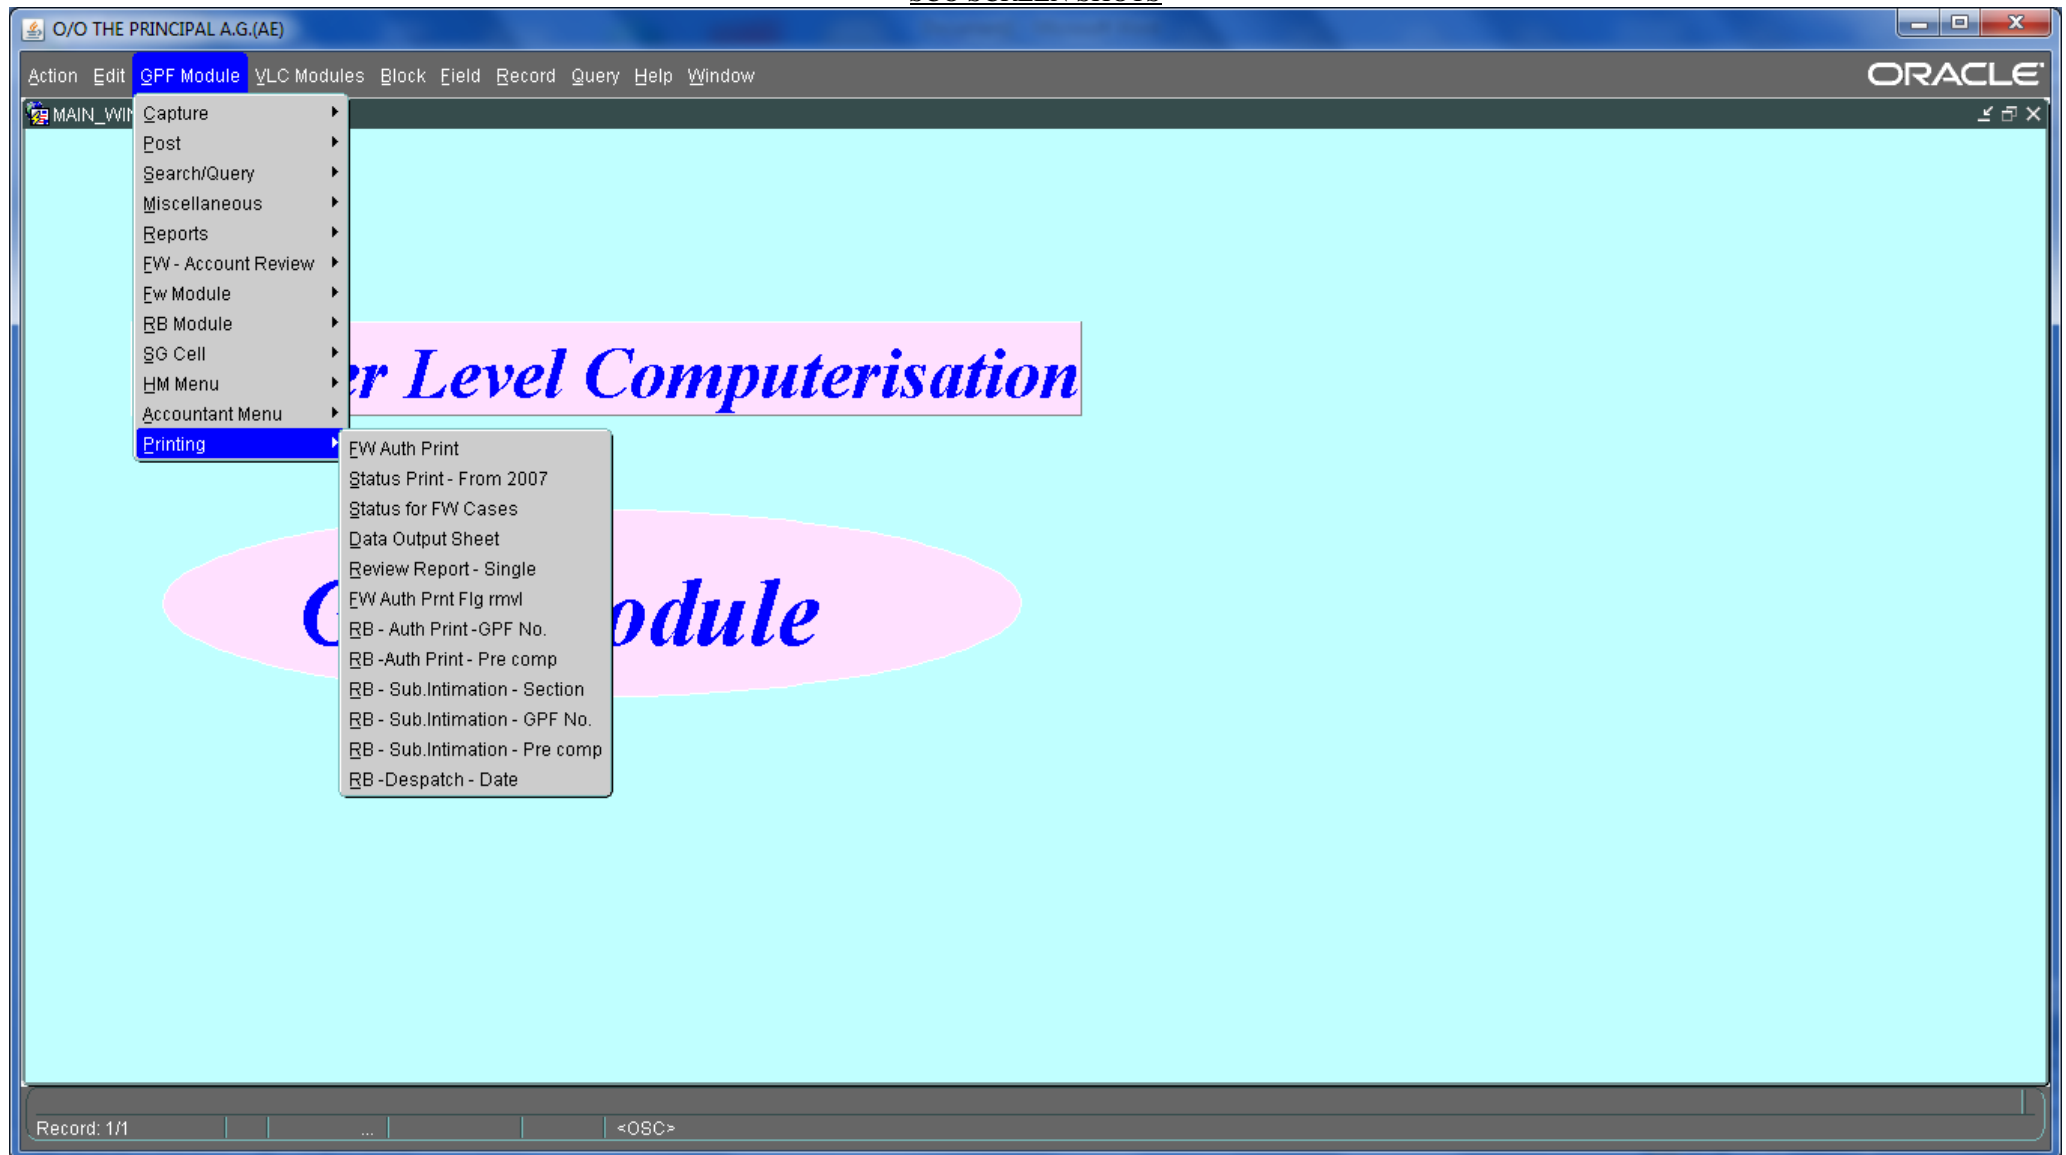 O/O THE PRINCIPAL A.G.(AE)
Action Edit GPF Module VLC Modules Block Field Record Query Help Window
ORACLE
MAIN_WIN
Capture
Post
Search/Query
Miscellaneous
Reports
FW - Account Review
Fw Module
RB Module
SG Cell
HM Menu
Accountant Menu
Printing
FW Auth Print
Status Print - From 2007
Status for FW Cases
Data Output Sheet
Review Report - Single
FW Auth Prnt Flg rmvl
RB - Auth Print -GPF No.
RB -Auth Print - Pre comp
RB - Sub.Intimation - Section
RB - Sub.Intimation - GPF No.
RB - Sub.Intimation - Pre comp
RB -Despatch - Date
er Level Computerisation
G odule
Record: 1/1 ... <OSC>